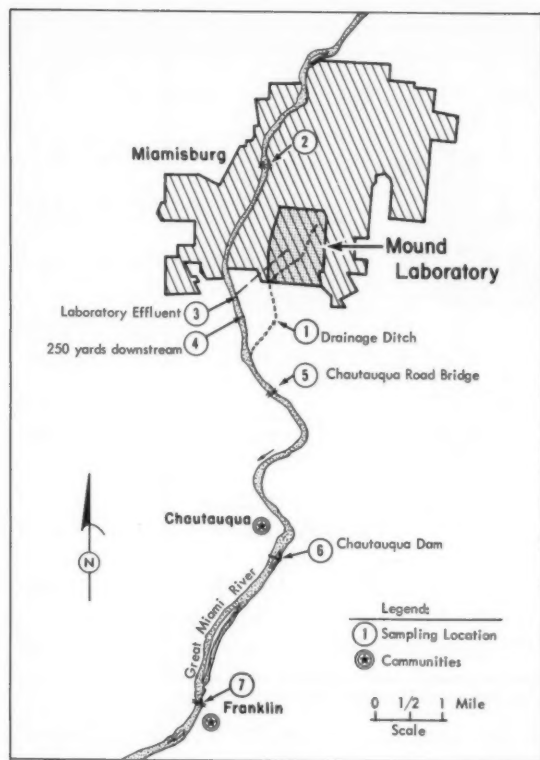 2
Miamisburg
Mound
Laboratory
Laboratory Effluent 3
250 yards downstream 4
1 Drainage Ditch
5 Chautauqua Road Bridge
Chautauqua
6 Chautauqua Dam
N
Great Miami River
7
Franklin
Legend:
1 Sampling Location
Communities
0 1/2 1 Mile
Scale